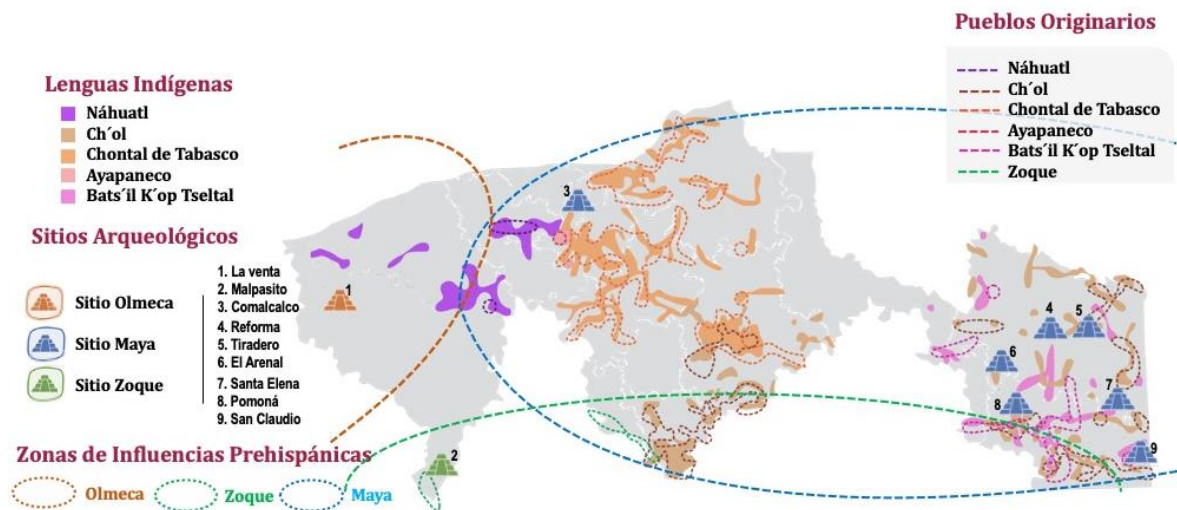 Pueblos Originarios
Náhuatl
Ch´ol
Chontal de Tabasco
Ayapaneco
Bats´il K´op Tseltal
Zoque
Lenguas Indígenas
Náhuatl
Ch´ol
Chontal de Tabasco
Ayapaneco
Bats´il K´op Tseltal
Sitios Arqueológicos
Sitio Olmeca
Sitio Maya
Sitio Zoque
1. La venta
2. Malpasito
3. Comalcalco
4. Reforma
5. Tiradero
6. El Arenal
7. Santa Elena
8. Pomoná
9. San Claudio
Zonas de Influencias Prehispánicas
Olmeca
Zoque
Maya
1
2
3
4
5
6
7
8
9